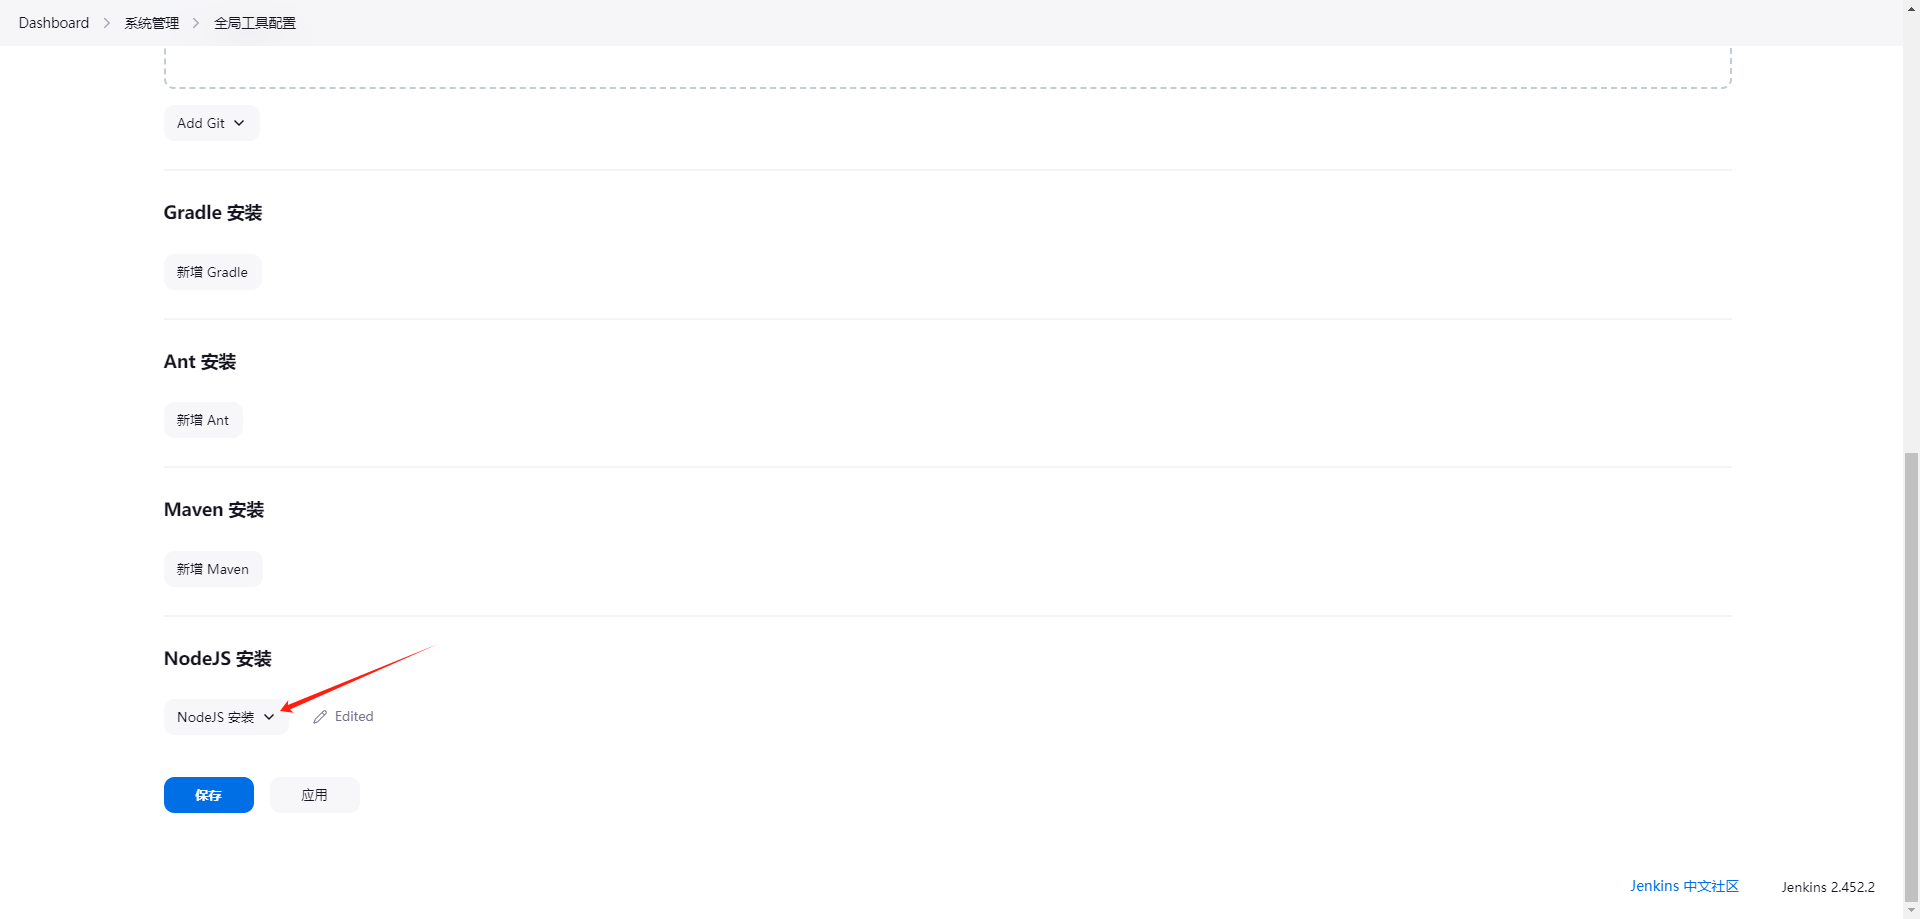 Dashboard
系统管理
全局工具配置
Add Git
Gradle 安装
新增 Gradle
Ant 安装
新增 Ant
Maven 安装
新增 Maven
NodeJS 安装
NodeJS 安装
Edited
保存
应用
Jenkins 中文社区
Jenkins 2.452.2